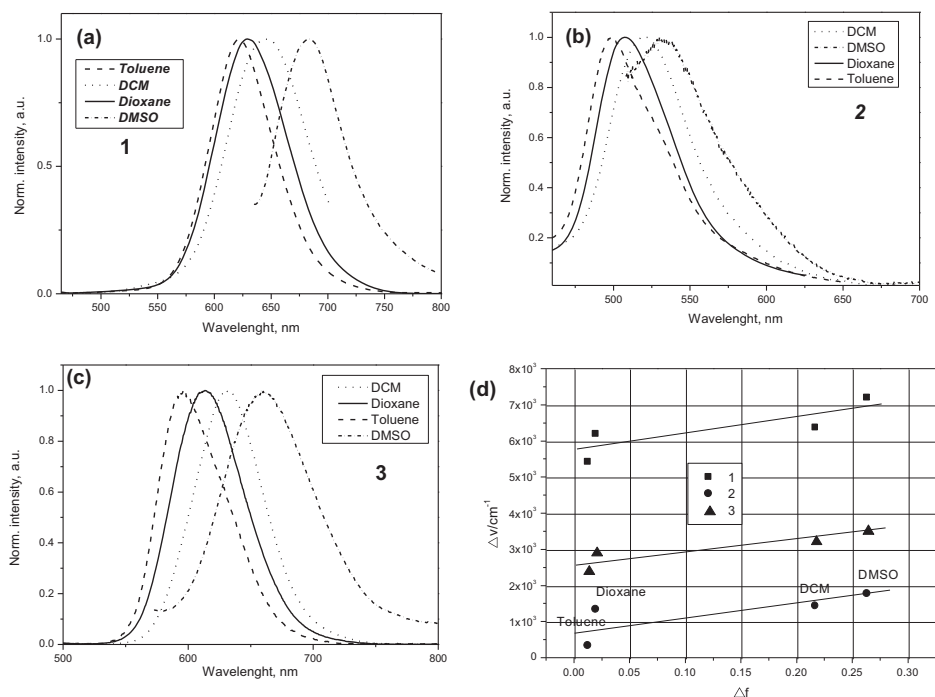 (a)
Toluene
DCM
Dioxane
DMSO
1
1.0
0.5
0.0
Norm. intensity, a.u.
500
550
600
650
700
750
800
Wavelenght, nm
(b)
DCM
DMSO
Dioxane
Toluene
2
1.0
0.8
0.6
0.4
0.2
Norm. intensity, a.u.
500
550
600
650
700
Wavelenght, nm
(c)
DCM
Dioxane
Toluene
DMSO
3
1.0
0.8
0.6
0.4
0.2
0.0
Norm. intensity, a.u.
500
600
700
800
Wavelenght, nm
(d)
8x10³
7x10³
6x10³
5x10³
4x10³
3x10³
2x10³
1x10³
0
△ν/cm⁻¹
1
2
3
Dioxane
Toluene
DCM
DMSO
0.00
0.05
0.10
0.15
0.20
0.25
0.30
△f